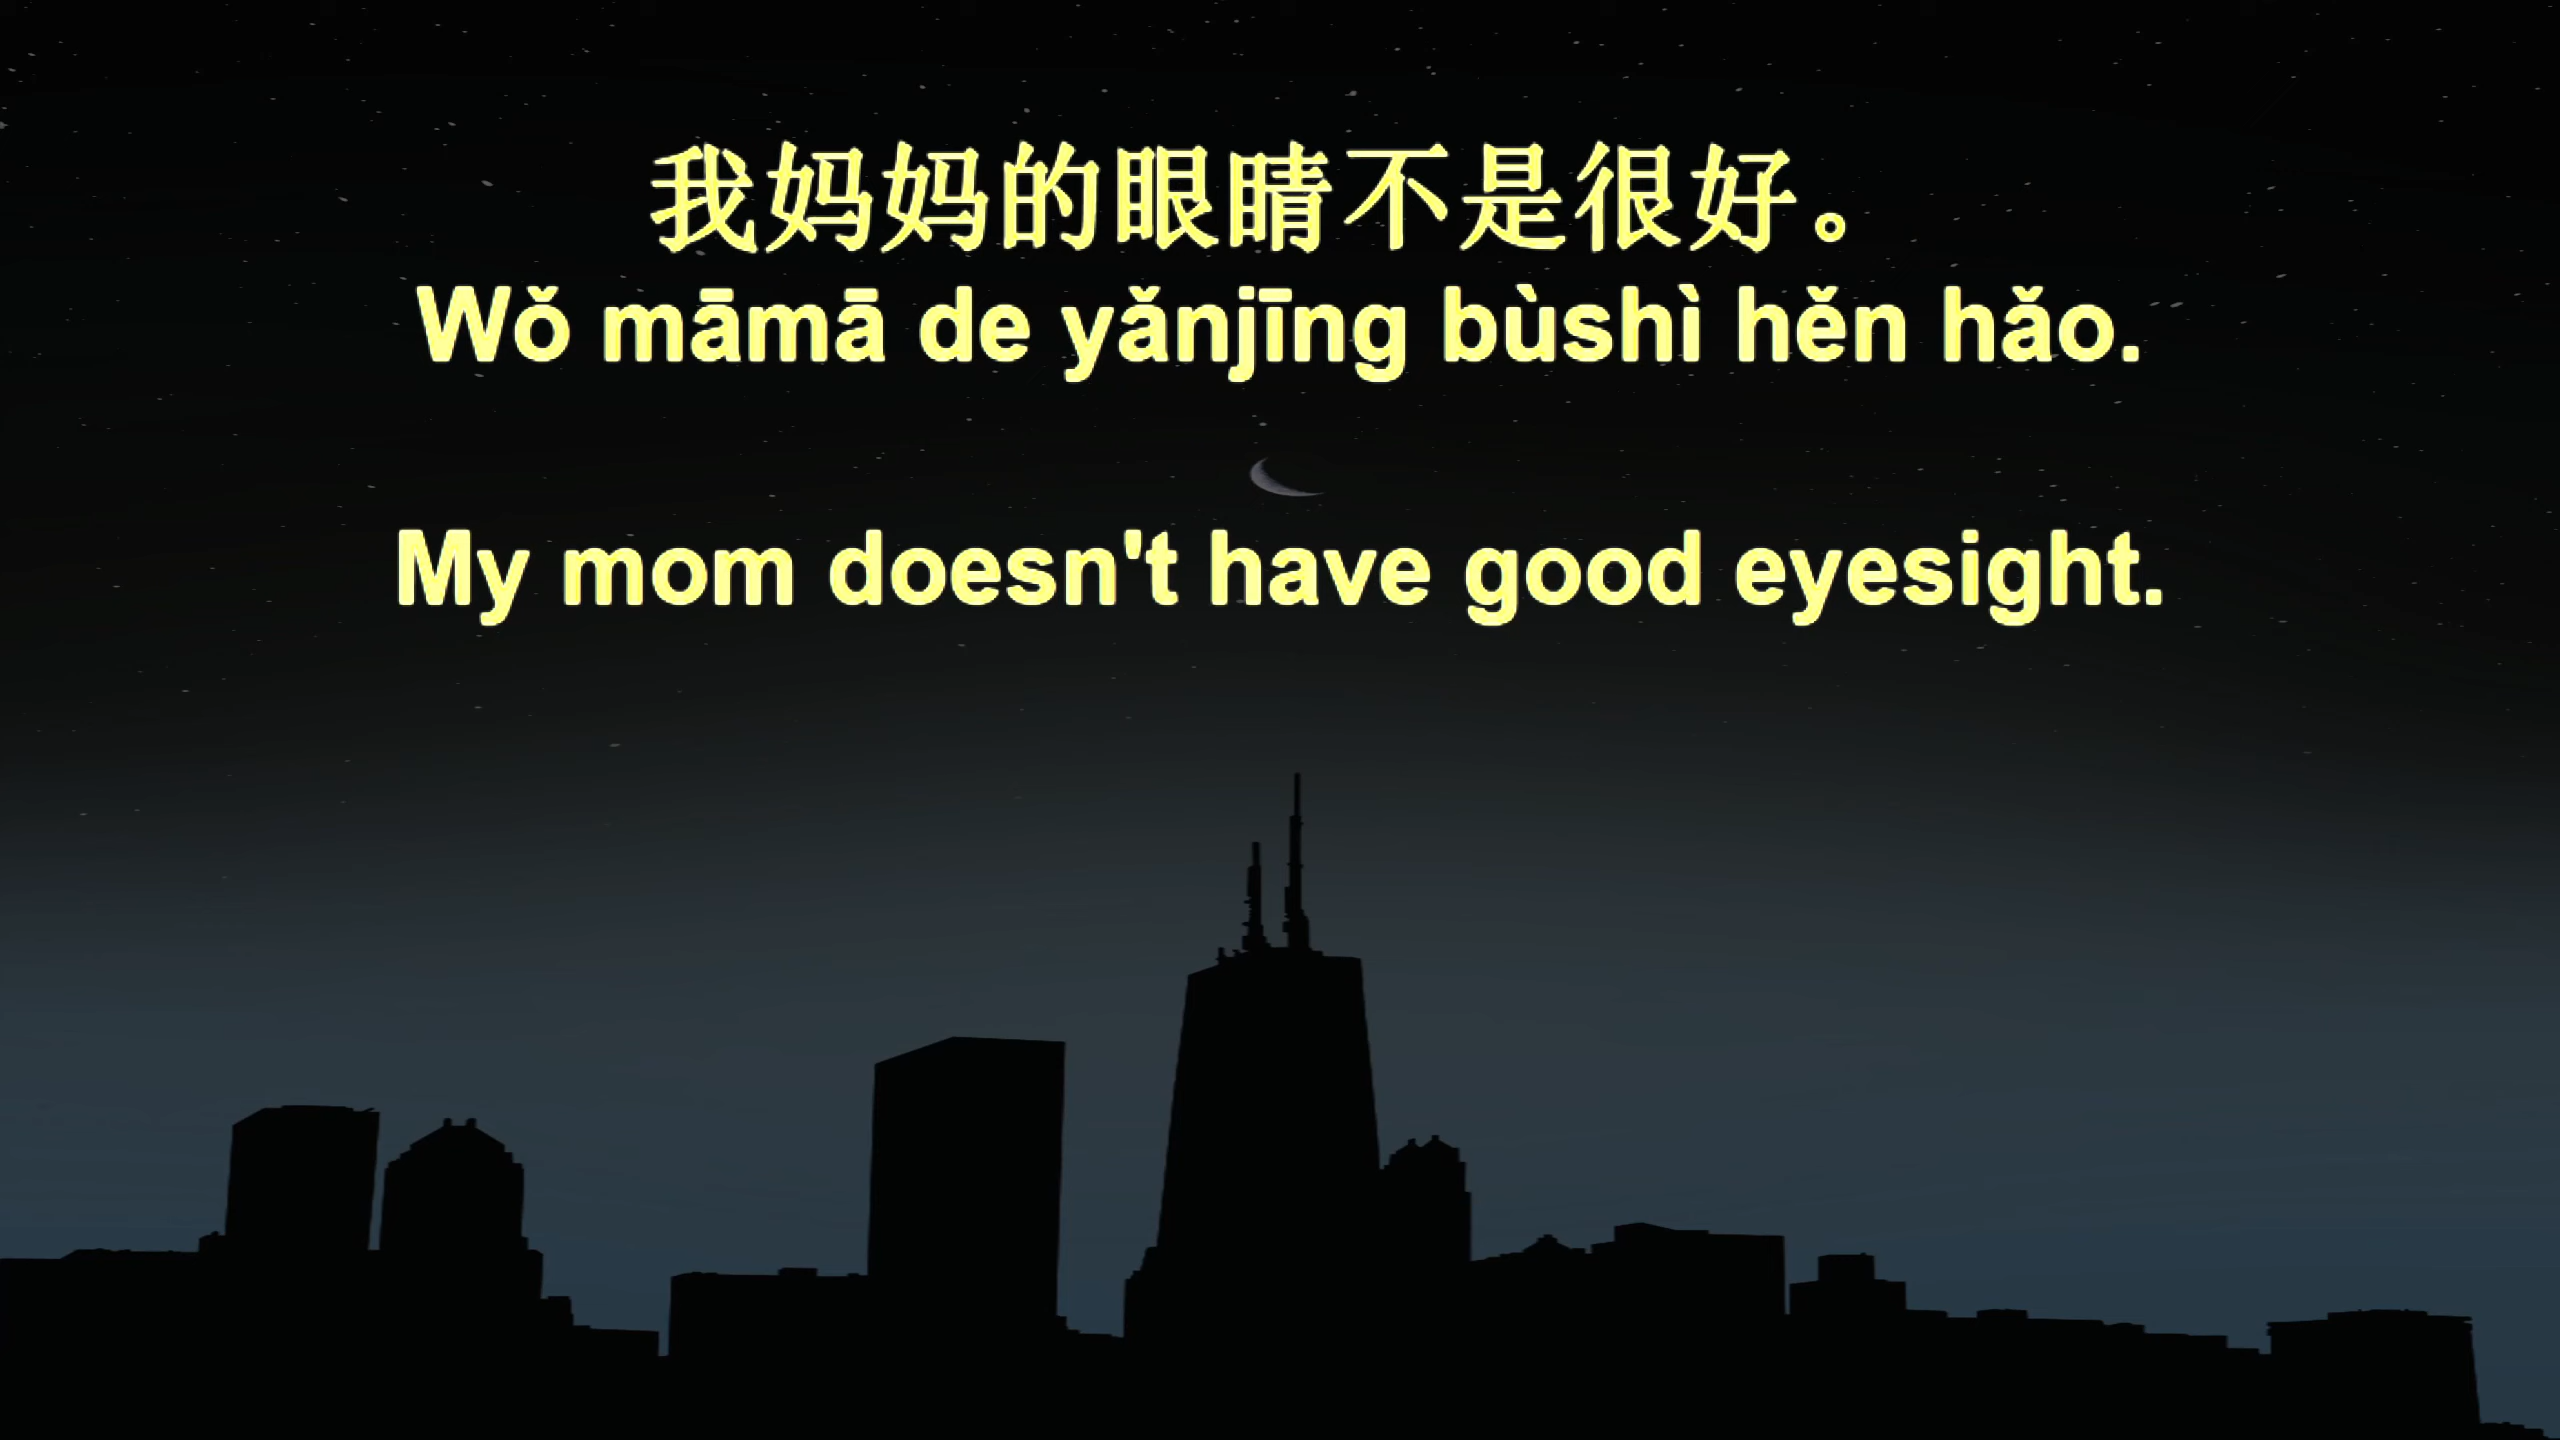 我妈妈的眼睛不是很好。
Wǒ māmā de yǎnjīng bùshì hěn hǎo.
My mom doesn't have good eyesight.